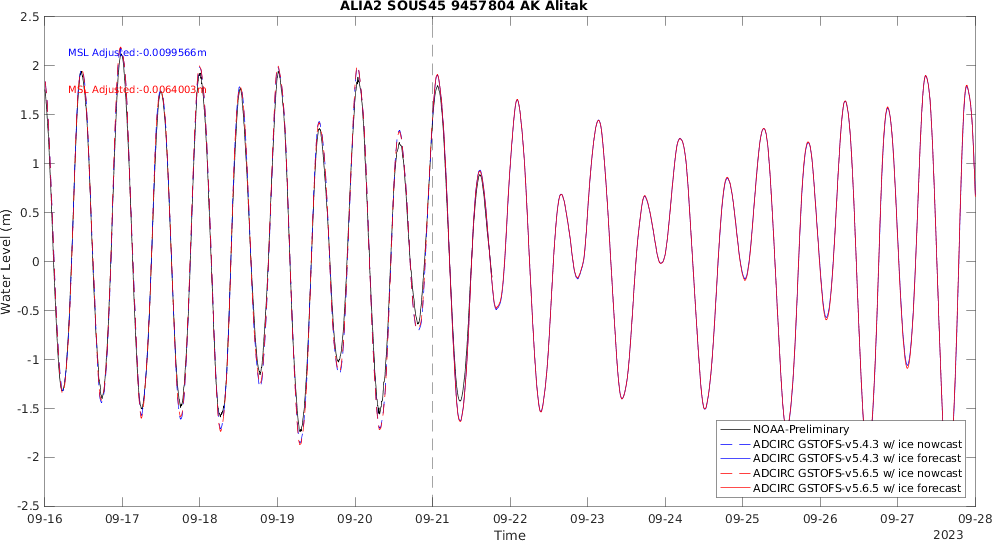 ALIA2 SOUS45 9457804 AK Alitak
2.5
2
1.5
1
0.5
0
-0.5
-1
-1.5
-2
-2.5
Water Level (m)
MSL Adjusted:-0.0099566m
MSL Adjusted:-0.0064003m
NOAA-Preliminary
ADCIRC GSTOFS-v5.4.3 w/ ice nowcast
ADCIRC GSTOFS-v5.4.3 w/ ice forecast
ADCIRC GSTOFS-v5.6.5 w/ ice nowcast
ADCIRC GSTOFS-v5.6.5 w/ ice forecast
09-16 09-17 09-18 09-19 09-20 09-21 09-22 09-23 09-24 09-25 09-26 09-27 09-28
Time
2023